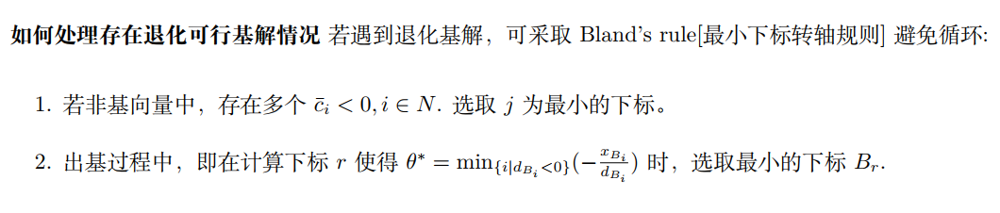 如何处理存在退化可行基解情况 若遇到退化基解，可采取 Bland's rule[最小下标转轴规则] 避免循环:
1. 若非基向量中，存在多个 $\bar{c}_i < 0, i \in N$. 选取 $j$ 为最小的下标。
2. 出基过程中，即在计算下标 $r$ 使得 $\theta^* = \min_{\{i|d_{B_i}<0\}}(-\frac{x_{B_i}}{d_{B_i}})$ 时，选取最小的下标 $B_r$.